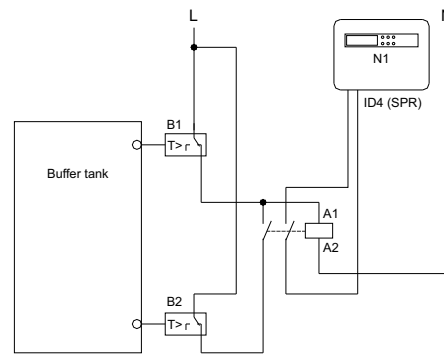 L
N
N1
ID4 (SPR)
B1
T> r
Buffer tank
A1
A2
B2
T> r